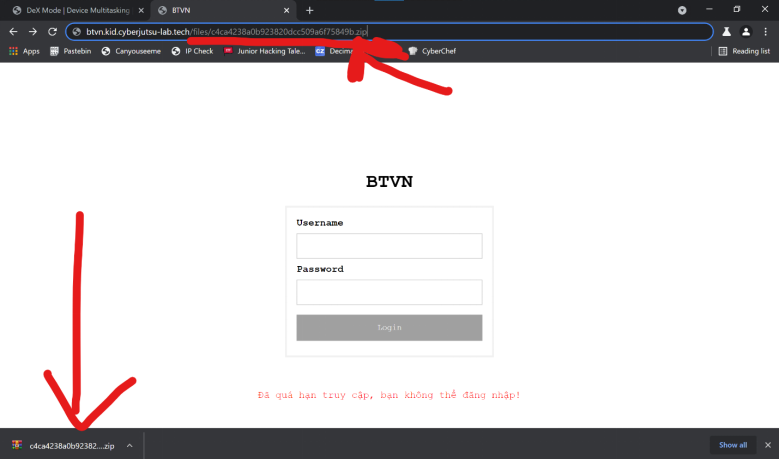 DeX Mode | Device Multitasking
BTVN
btvn.kid.cyberjutsu-lab.tech/files/c4ca4238a0b923820dcc509a6f75849b.zip
Apps Pastebin Canyouseeme IP Check Junior Hacking Tale... CyberChef Reading list
BTVN
Username
Password
Login
Đã quá hạn truy cập, bạn không thể đăng nhập!
c4ca4238a0b92382....zip
Show all